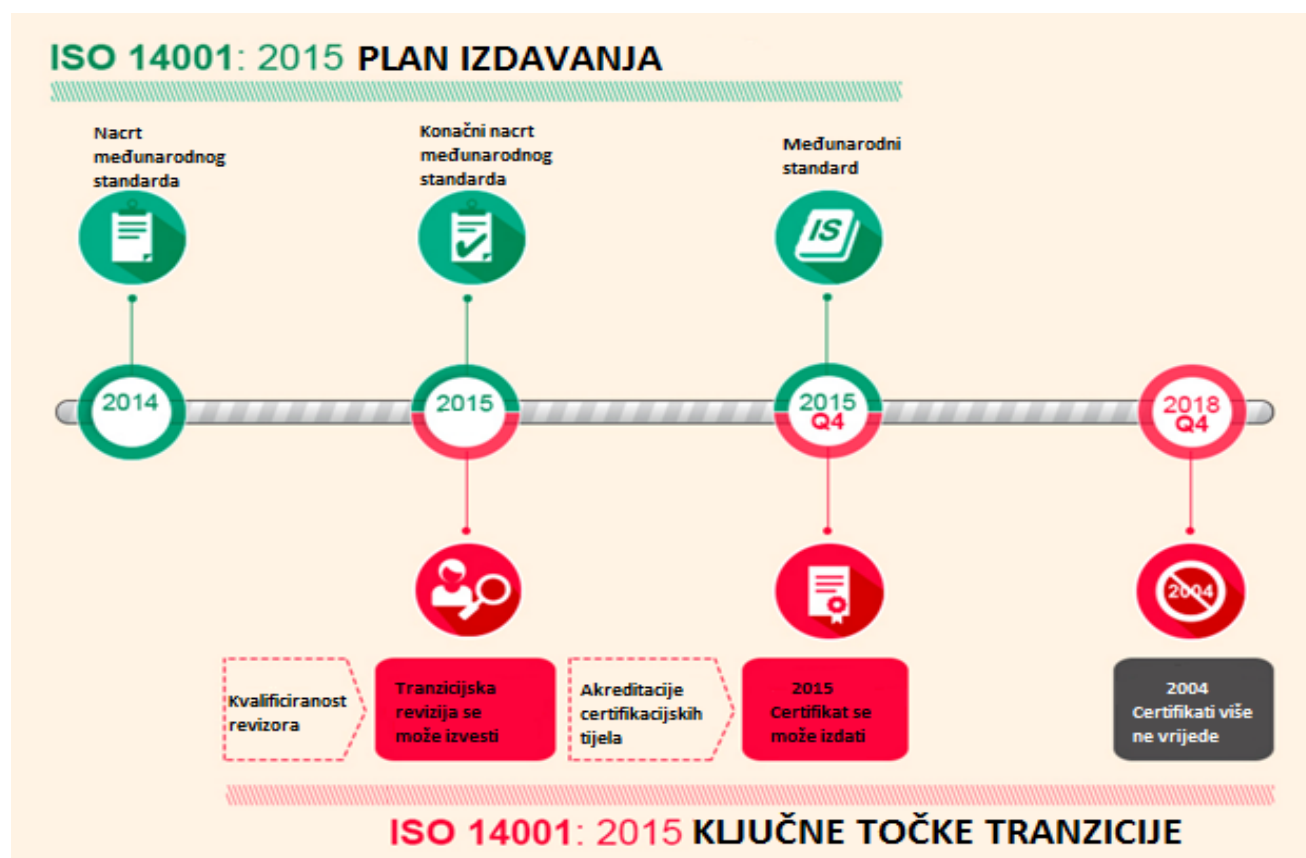 ISO 14001: 2015 PLAN IZDAVANJA
Nacrt
međunarodnog
standarda
Konačni nacrt
međunarodnog
standarda
Međunarodni
standard
IS
2014
2015
2015
Q4
2018
Q4
2004
Kvalificiranost
revizora
Tranzicijska
revizija se
može izvesti
Akreditacije
certifikacijskih
tijela
2015
Certifikat se
može izdati
2004
Certifikati više
ne vrijede
ISO 14001: 2015 KLJUČNE TOČKE TRANZICIJE